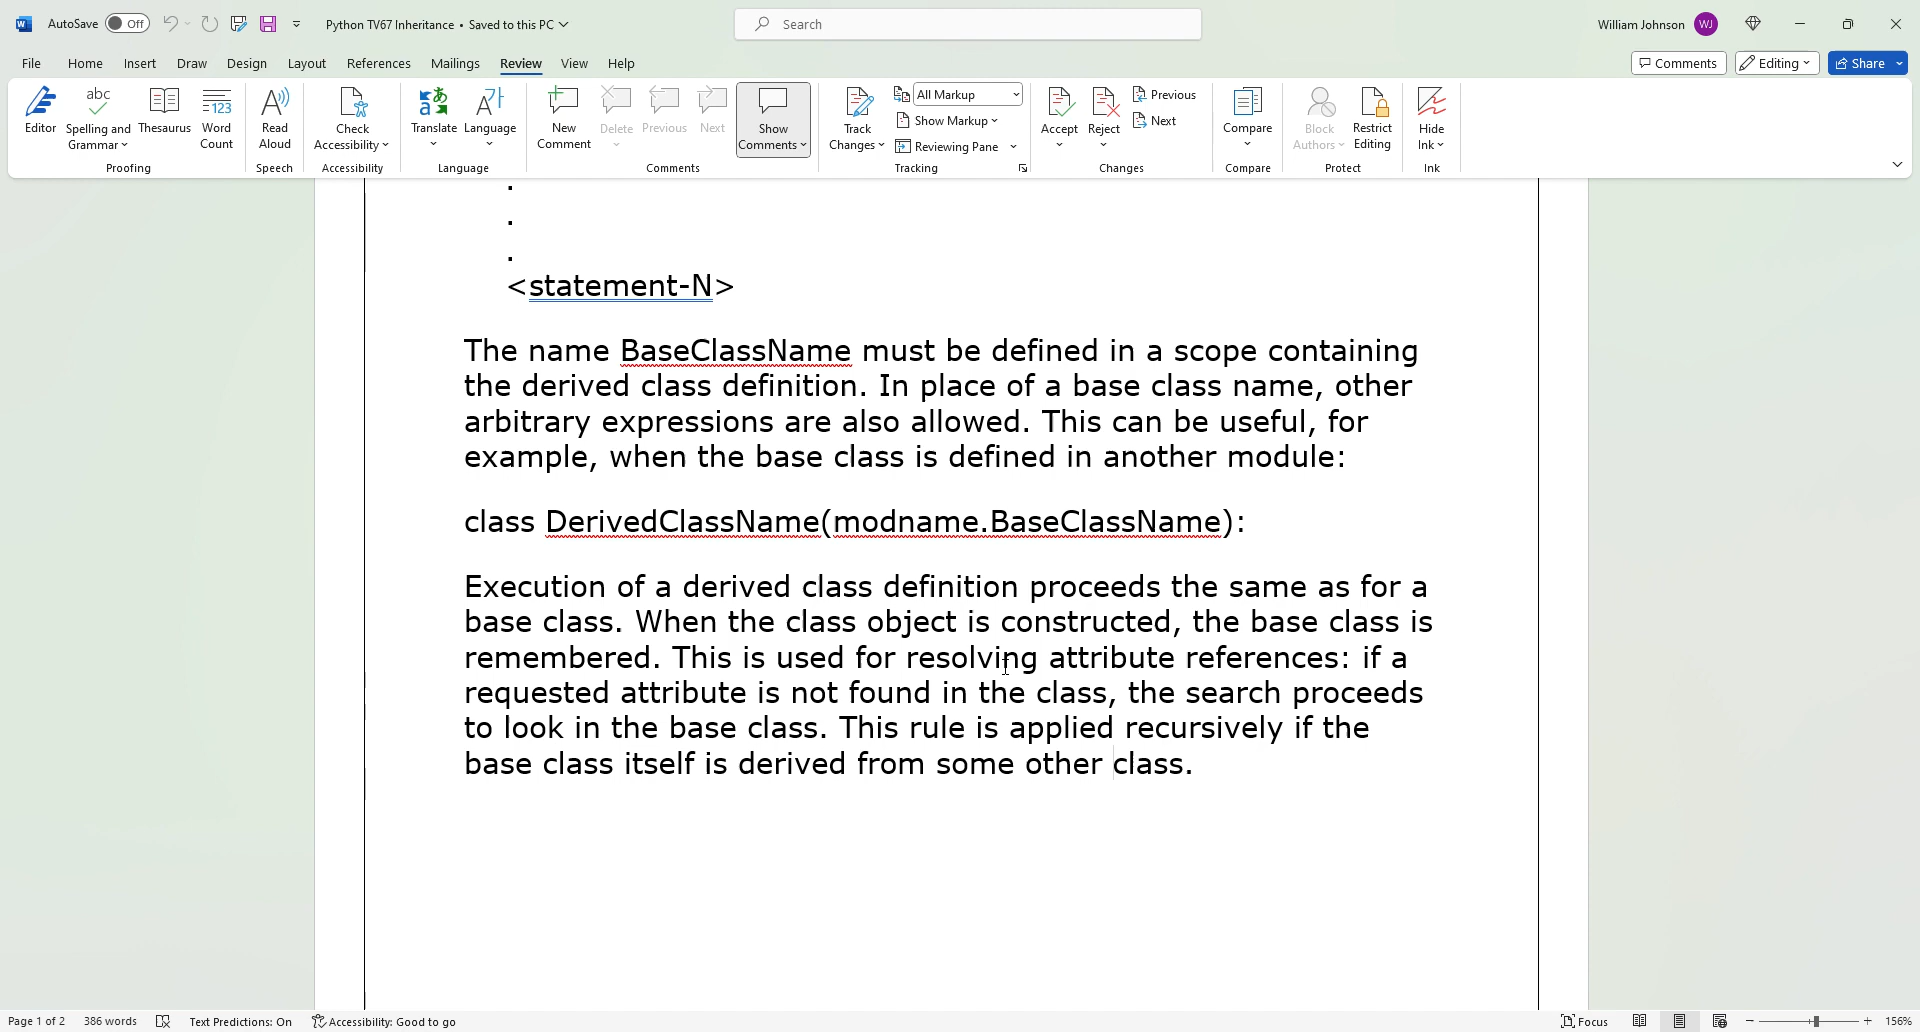 AutoSave Off Python TV67 Inheritance • Saved to this PC Search William Johnson WJ
File Home Insert Draw Design Layout References Mailings Review View Help Comments Editing Share
Editor
Spelling and Grammar
Thesaurus
Word Count
Proofing
Read Aloud
Speech
Check Accessibility
Accessibility
Translate
Language
Language
New Comment
Delete
Previous
Next
Show Comments
Comments
Track Changes
All Markup
Show Markup
Reviewing Pane
Tracking
Accept
Reject
Previous
Next
Changes
Compare
Compare
Block Authors
Restrict Editing
Protect
Hide Ink
Ink
.
.
.
<statement-N>
The name BaseClassName must be defined in a scope containing
the derived class definition. In place of a base class name, other
arbitrary expressions are also allowed. This can be useful, for
example, when the base class is defined in another module:
class DerivedClassName(modname.BaseClassName):
Execution of a derived class definition proceeds the same as for a
base class. When the class object is constructed, the base class is
remembered. This is used for resolving attribute references: if a
requested attribute is not found in the class, the search proceeds
to look in the base class. This rule is applied recursively if the
base class itself is derived from some other class.
Page 1 of 2 386 words Text Predictions: On Accessibility: Good to go Focus 156%